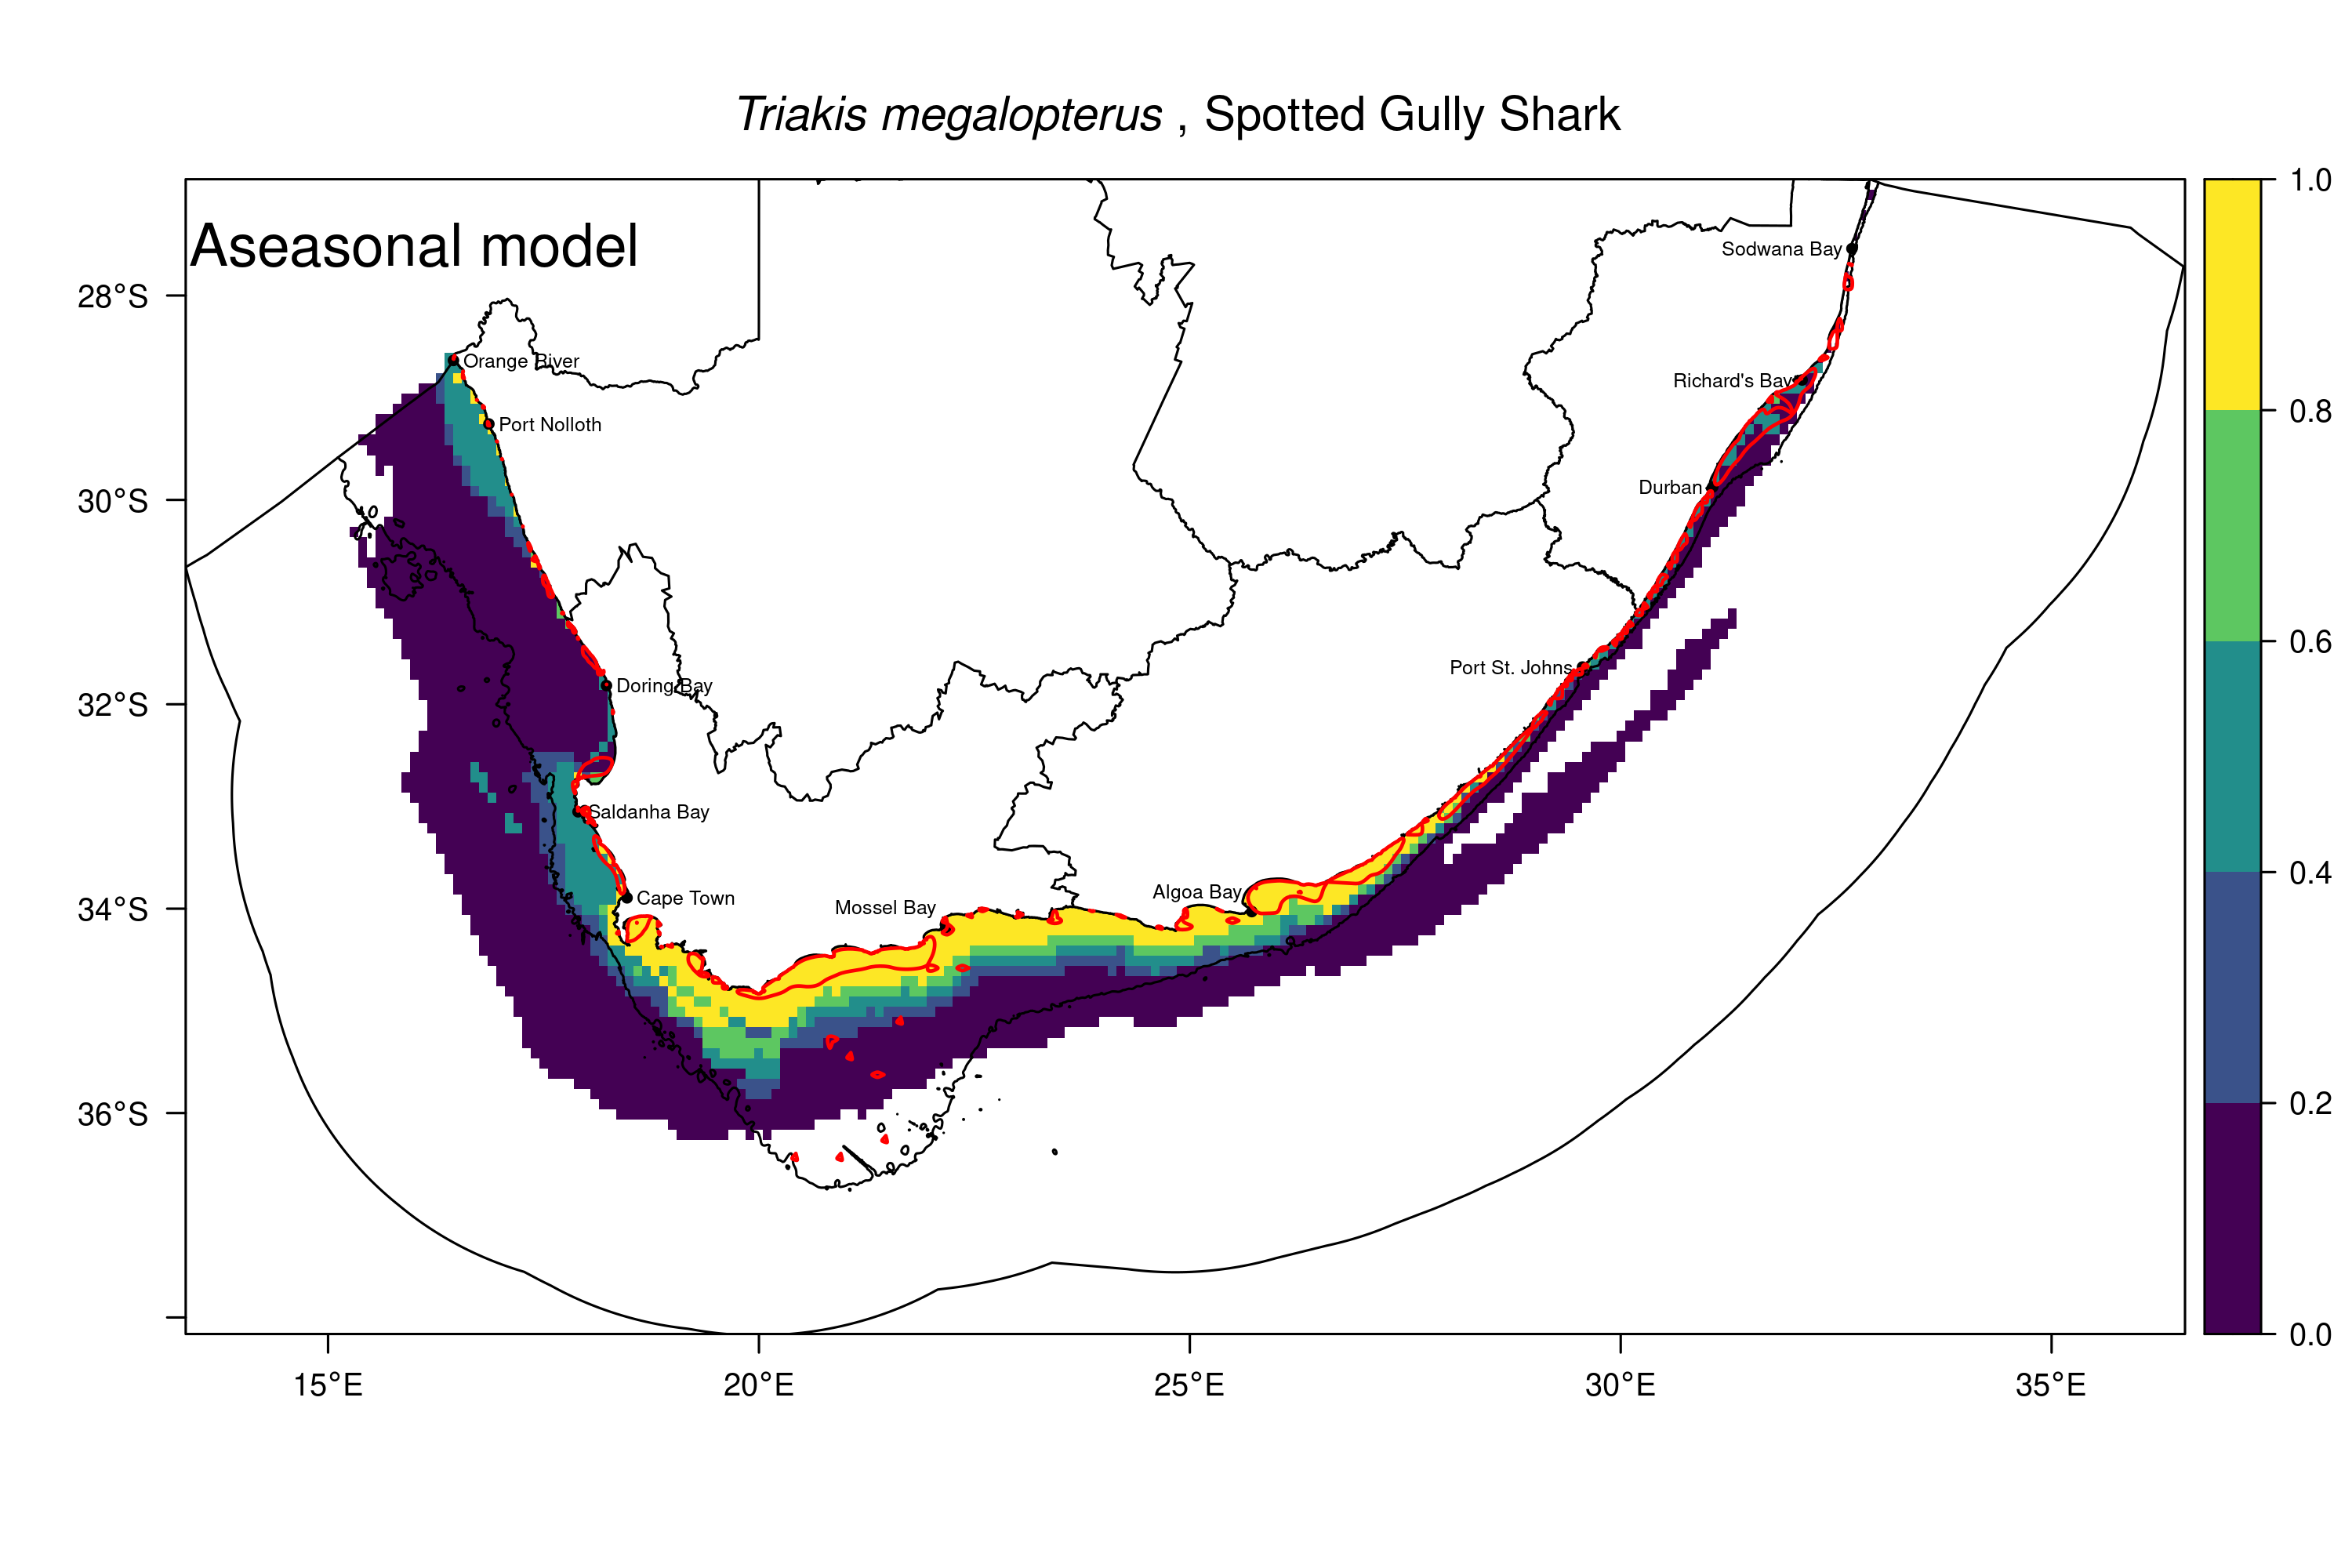 Triakis megalopterus , Spotted Gully Shark
Aseasonal model
1.0
0.8
0.6
0.4
0.2
0.0
28°S
30°S
32°S
34°S
36°S
Sodwana Bay
Orange River
Richard's Bay
Port Nolloth
Durban
Port St. Johns
Doring Bay
Saldanha Bay
Algoa Bay
Cape Town
Mossel Bay
15°E
20°E
25°E
30°E
35°E